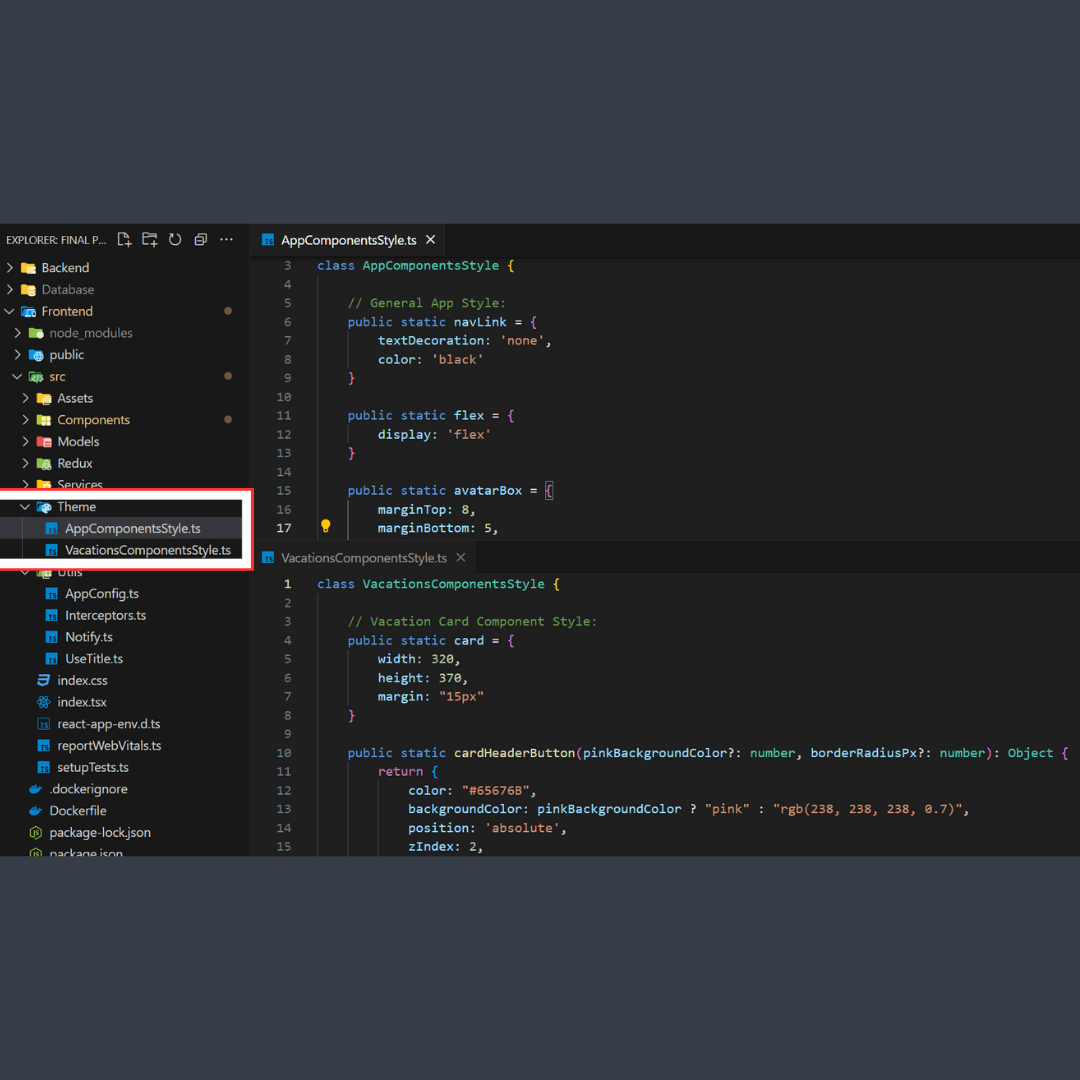 EXPLORER: FINAL P...
Backend
Database
Frontend
node_modules
public
src
Assets
Components
Models
Redux
Services
Theme
AppComponentsStyle.ts
VacationsComponentsStyle.ts
Utils
AppConfig.ts
Interceptors.ts
Notify.ts
UseTitle.ts
index.css
index.tsx
react-app-env.d.ts
reportWebVitals.ts
setupTests.ts
.dockerignore
Dockerfile
package-lock.json
package.json
AppComponentsStyle.ts
3 class AppComponentsStyle {
4
5 // General App Style:
6 public static navLink = {
7 textDecoration: 'none',
8 color: 'black'
9 }
10
11 public static flex = {
12 display: 'flex'
13 }
14
15 public static avatarBox = {
16 marginTop: 8,
17 marginBottom: 5,
VacationsComponentsStyle.ts
1 class VacationsComponentsStyle {
2
3 // Vacation Card Component Style:
4 public static card = {
5 width: 320,
6 height: 370,
7 margin: "15px"
8 }
9
10 public static cardHeaderButton(pinkBackgroundColor?: number, borderRadiusPx?: number): Object {
11 return {
12 color: "#65676B",
13 backgroundColor: pinkBackgroundColor ? "pink" : "rgb(238, 238, 238, 0.7)",
14 position: 'absolute',
15 zIndex: 2,